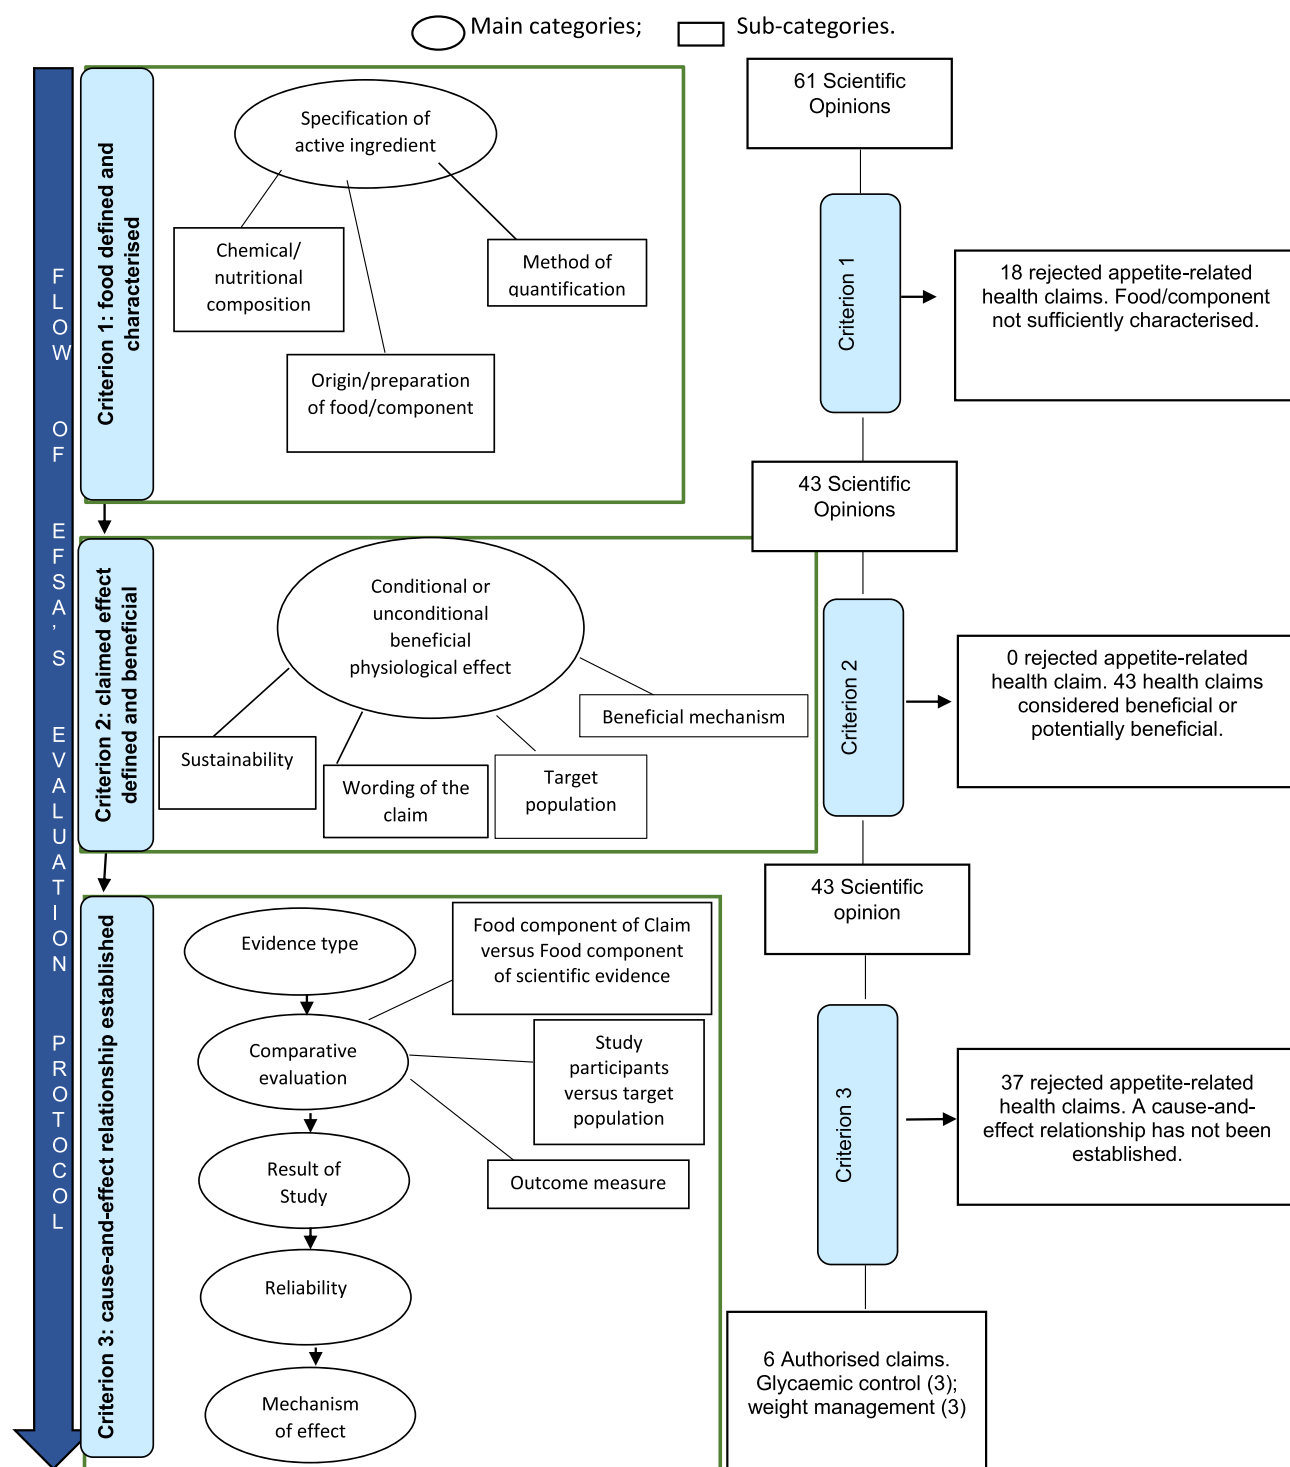 Main categories;
Sub-categories.
FLOW OF EFSA'S EVALUATION PROTOCOL
Criterion 1: food defined and
characterised
Specification of
active ingredient
Chemical/
nutritional
composition
Method of
quantification
Origin/preparation
of food/component
61 Scientific
Opinions
Criterion 1
18 rejected appetite-related
health claims. Food/component
not sufficiently characterised.
43 Scientific
Opinions
Criterion 2: claimed effect
defined and beneficial
Conditional or
unconditional
beneficial
physiological effect
Sustainability
Wording of the
claim
Target
population
Beneficial mechanism
Criterion 2
0 rejected appetite-related
health claim. 43 health claims
considered beneficial or
potentially beneficial.
43 Scientific
opinion
Criterion 3: cause-and-effect relationship established
Evidence type
Food component of Claim
versus Food component
of scientific evidence
Comparative
evaluation
Study
participants
versus target
population
Result of
Study
Outcome measure
Reliability
Mechanism
of effect
Criterion 3
37 rejected appetite-related
health claims. A cause-and-
effect relationship has not been
established.
6 Authorised claims.
Glycaemic control (3);
weight management (3)